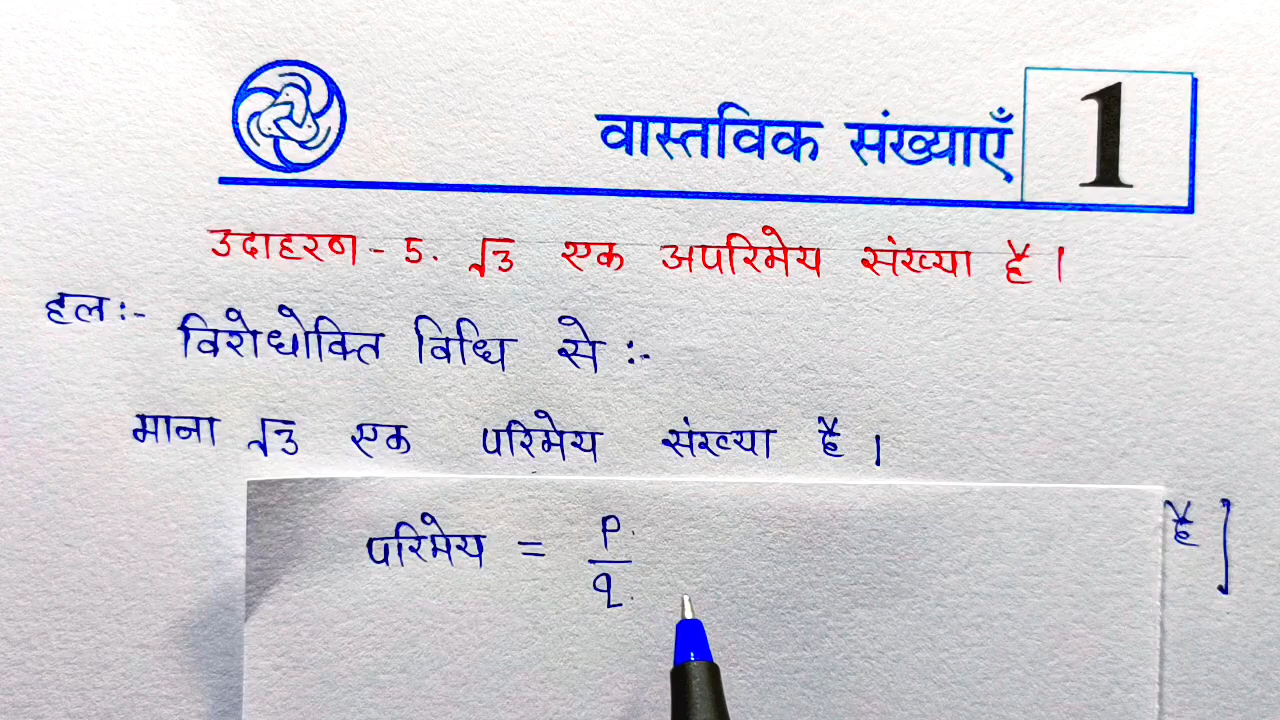 वास्तविक संख्याएँ 1
उदाहरण - 5. √3 एक अपरिमेय संख्या है।
हल :-
विरोधोक्ति विधि से :-
माना √3 एक परिमेय संख्या है।
परिमेय = p/q
है]